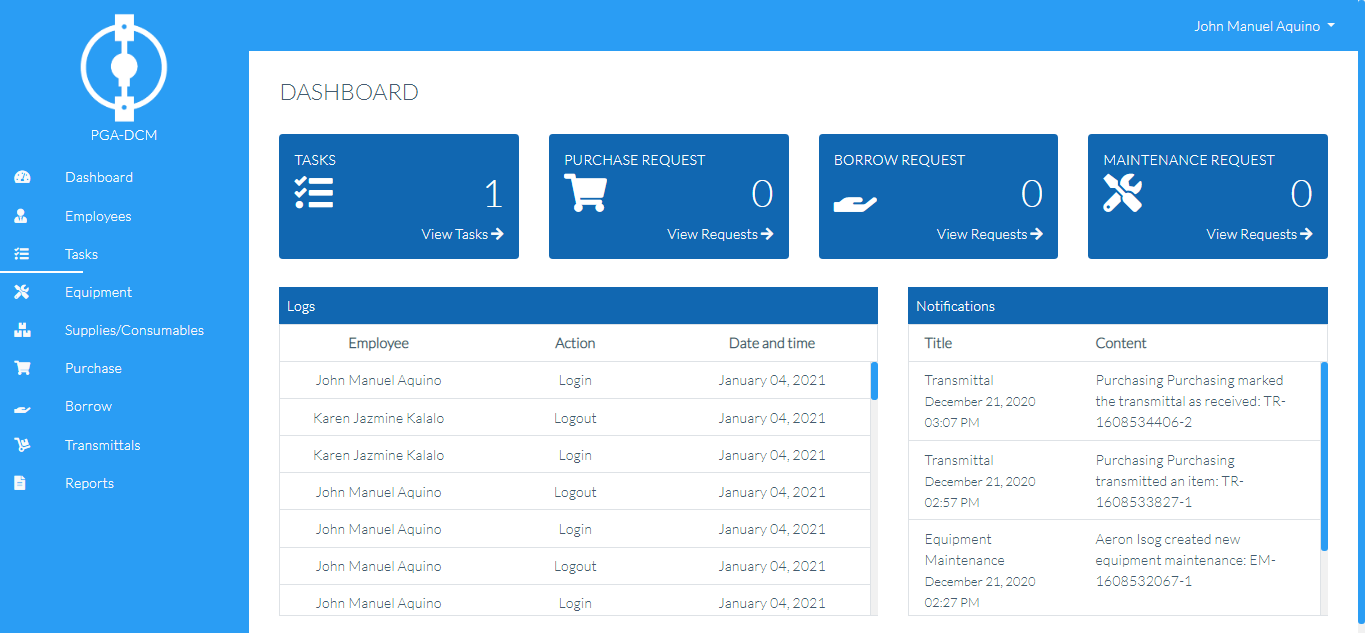 PGA-DCM
Dashboard
Employees
Tasks
Equipment
Supplies/Consumables
Purchase
Borrow
Transmittals
Reports
John Manuel Aquino
DASHBOARD
TASKS
1
View Tasks
PURCHASE REQUEST
0
View Requests
BORROW REQUEST
0
View Requests
MAINTENANCE REQUEST
0
View Requests
Logs
Employee Action Date and time
John Manuel Aquino Login January 04, 2021
Karen Jazmine Kalalo Logout January 04, 2021
Karen Jazmine Kalalo Login January 04, 2021
John Manuel Aquino Logout January 04, 2021
John Manuel Aquino Login January 04, 2021
John Manuel Aquino Logout January 04, 2021
John Manuel Aquino Login January 04, 2021
Notifications
Title Content
Transmittal
December 21, 2020
03:07 PM
Purchasing Purchasing marked
the transmittal as received: TR-
1608534406-2
Transmittal
December 21, 2020
02:57 PM
Purchasing Purchasing
transmitted an item: TR-
1608533827-1
Equipment
Maintenance
December 21, 2020
02:27 PM
Aeron Isog created new
equipment maintenance: EM-
1608532067-1